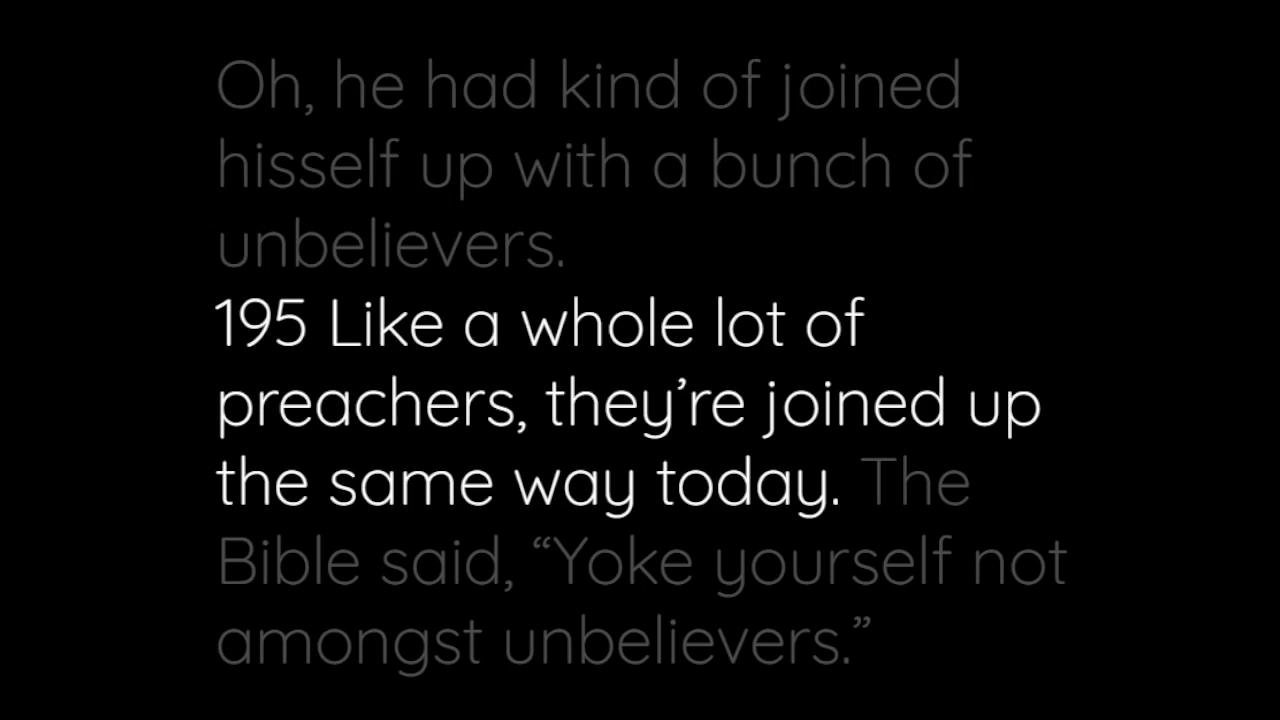 Oh, he had kind of joined
hisself up with a bunch of
unbelievers.
195 Like a whole lot of
preachers, they’re joined up
the same way today. The
Bible said, “Yoke yourself not
amongst unbelievers.”